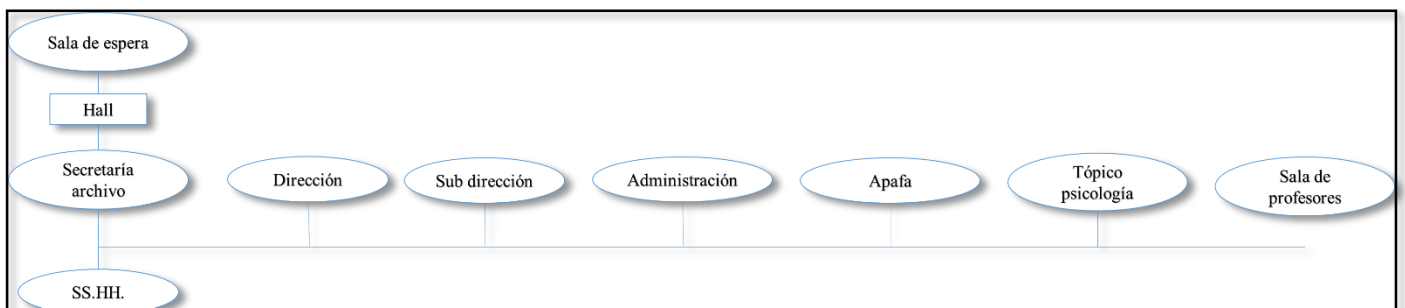 Sala de espera
Hall
Secretaría
archivo
Dirección
Sub dirección
Administración
Apafa
Tópico
psicología
Sala de
profesores
SS.HH.